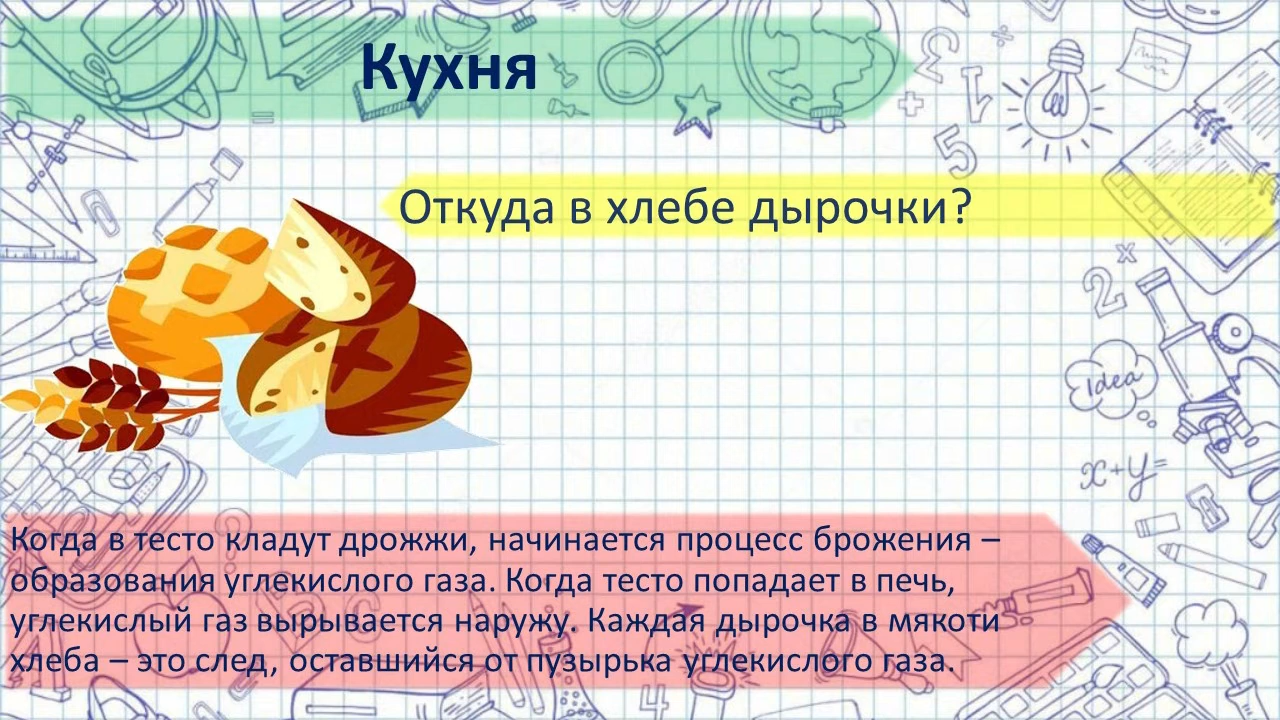 Кухня
Откуда в хлебе дырочки?
Idea
x+y=
Когда в тесто кладут дрожжи, начинается процесс брожения –
образования углекислого газа. Когда тесто попадает в печь,
углекислый газ вырывается наружу. Каждая дырочка в мякоти
хлеба – это след, оставшийся от пузырька углекислого газа.